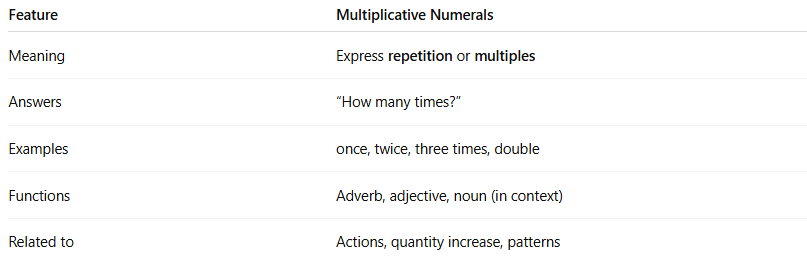 Feature Multiplicative Numerals
Meaning Express repetition or multiples
Answers “How many times?”
Examples once, twice, three times, double
Functions Adverb, adjective, noun (in context)
Related to Actions, quantity increase, patterns